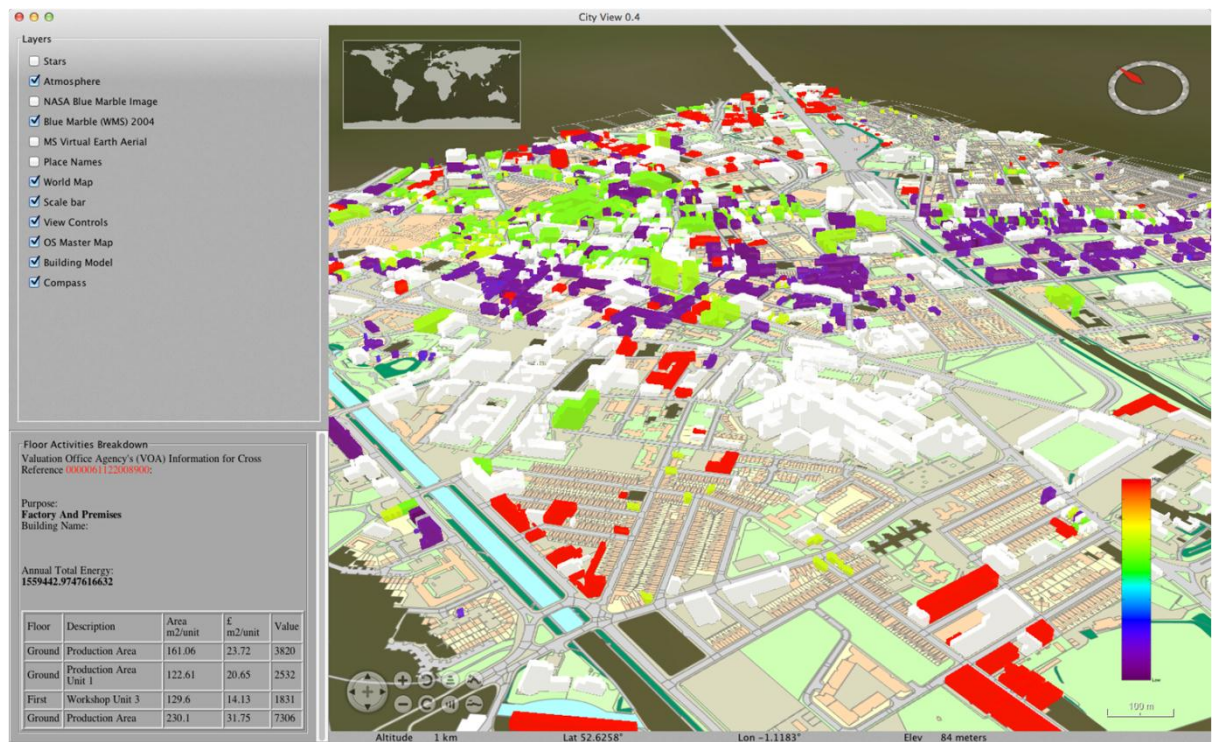 City View 0.4
Layers
Stars
Atmosphere
NASA Blue Marble Image
Blue Marble (WMS) 2004
MS Virtual Earth Aerial
Place Names
World Map
Scale bar
View Controls
OS Master Map
Building Model
Compass
Floor Activities Breakdown
Valuation Office Agency's (VOA) Information for Cross
Reference 0000061122008900:
Purpose:
Factory And Premises
Building Name:
Annual Total Energy:
1559442.9747616632
Floor Description Area m2/unit £ m2/unit Value
Ground Production Area 161.06 23.72 3820
Ground Production Area Unit 1 122.61 20.65 2532
First Workshop Unit 3 129.6 14.13 1831
Ground Production Area 230.1 31.75 7306
Low
100 m
Altitude 1 km Lat 52.6258° Lon -1.1183° Elev 84 meters